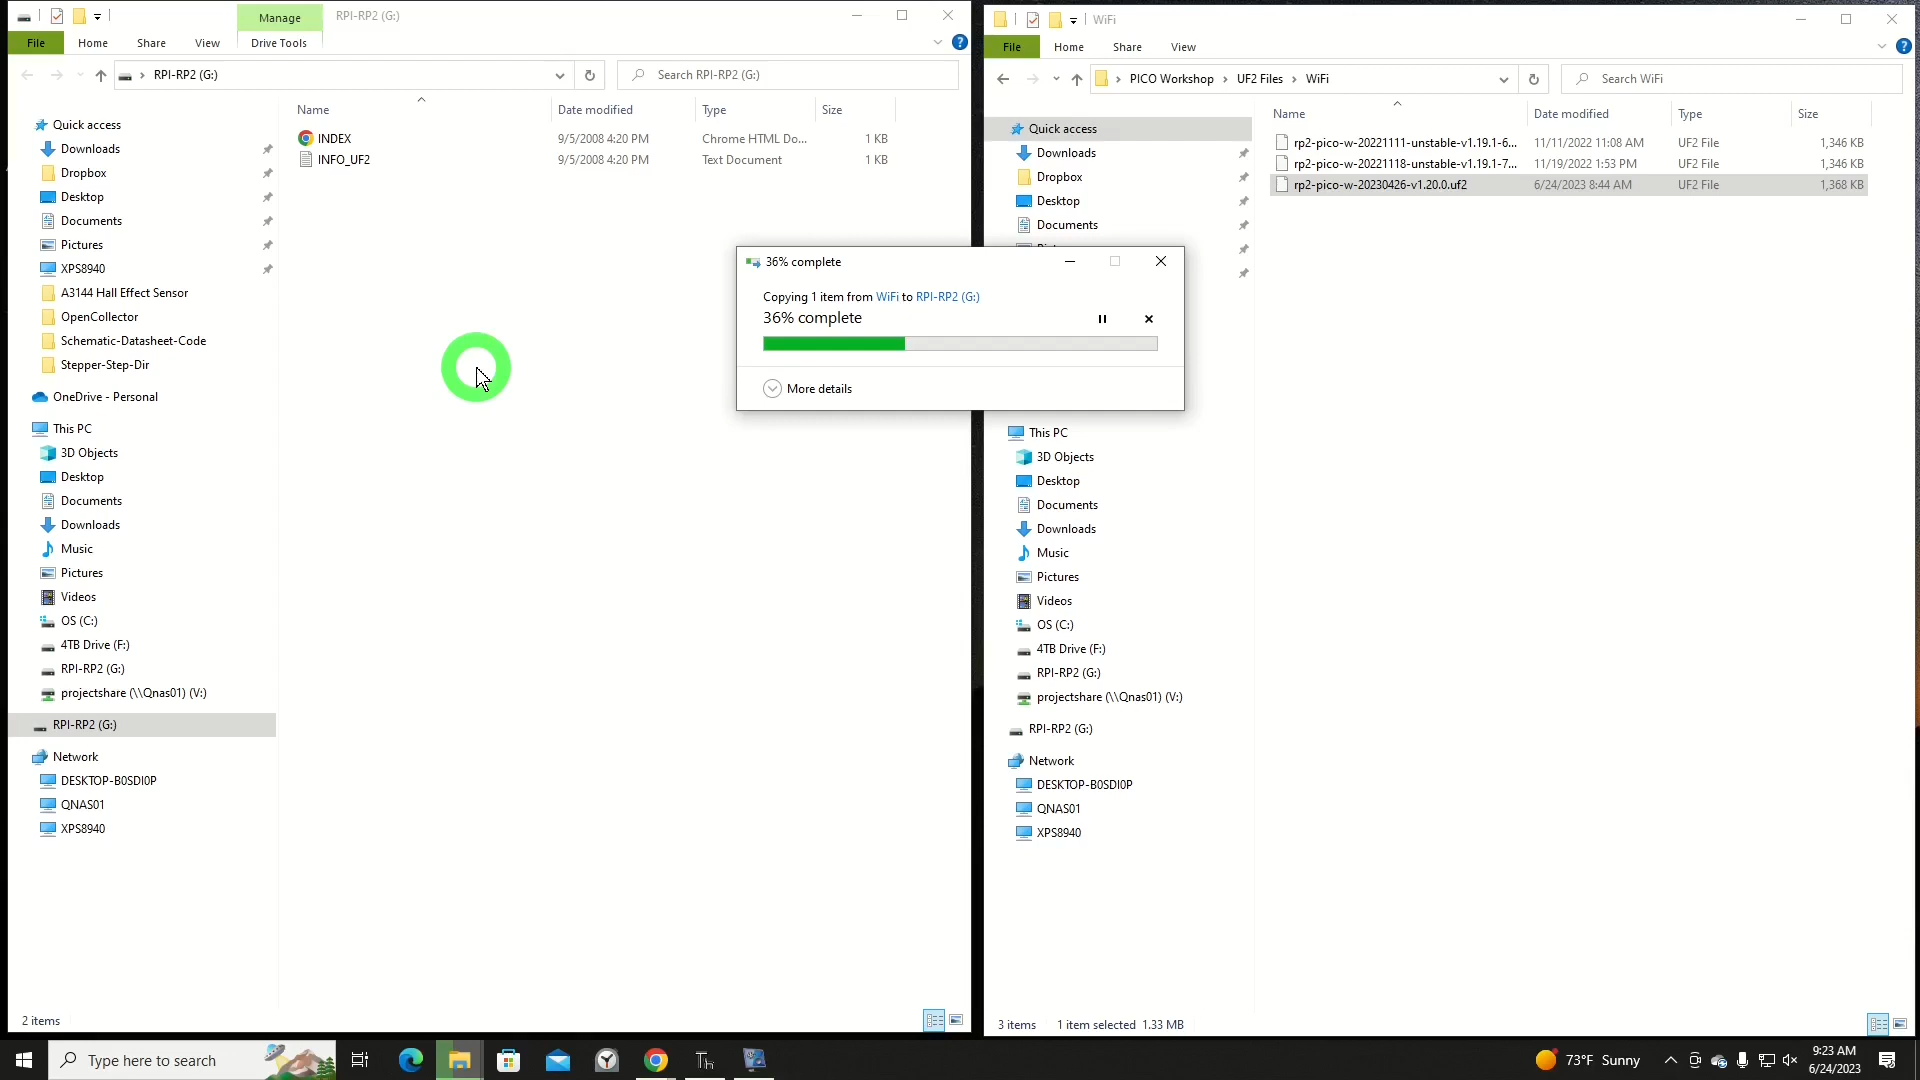 Manage
RPI-RP2 (G:)
File
Home
Share
View
Drive Tools
RPI-RP2 (G:)
Search RPI-RP2 (G:)
Name
Date modified
Type
Size
INDEX
9/5/2008 4:20 PM
Chrome HTML Do...
1 KB
INFO_UF2
9/5/2008 4:20 PM
Text Document
1 KB
Quick access
Downloads
Dropbox
Desktop
Documents
Pictures
XPS8940
A3144 Hall Effect Sensor
OpenCollector
Schematic-Datasheet-Code
Stepper-Step-Dir
OneDrive - Personal
This PC
3D Objects
Desktop
Documents
Downloads
Music
Pictures
Videos
OS (C:)
4TB Drive (F:)
RPI-RP2 (G:)
projectshare (\\Qnas01) (V:)
RPI-RP2 (G:)
Network
DESKTOP-B0SDI0P
QNAS01
XPS8940
2 items
36% complete
Copying 1 item from WiFi to RPI-RP2 (G:)
36% complete
More details
WiFi
File
Home
Share
View
PICO Workshop > UF2 Files > WiFi
Search WiFi
Name
Date modified
Type
Size
rp2-pico-w-20221111-unstable-v1.19.1-6...
11/11/2022 11:08 AM
UF2 File
1,346 KB
rp2-pico-w-20221118-unstable-v1.19.1-7...
11/19/2022 1:53 PM
UF2 File
1,346 KB
rp2-pico-w-20230426-v1.20.0.uf2
6/24/2023 8:44 AM
UF2 File
1,368 KB
Quick access
Downloads
Dropbox
Desktop
Documents
This PC
3D Objects
Desktop
Documents
Downloads
Music
Pictures
Videos
OS (C:)
4TB Drive (F:)
RPI-RP2 (G:)
projectshare (\\Qnas01) (V:)
RPI-RP2 (G:)
Network
DESKTOP-B0SDI0P
QNAS01
XPS8940
3 items
1 item selected 1.33 MB
Type here to search
Th
73°F Sunny
9:23 AM
6/24/2023